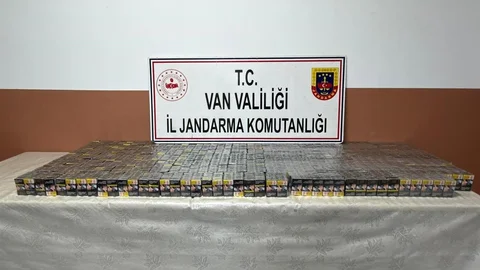 T.C.
VAN VALİLİĞİ
İL JANDARMA KOMUTANLIĞI